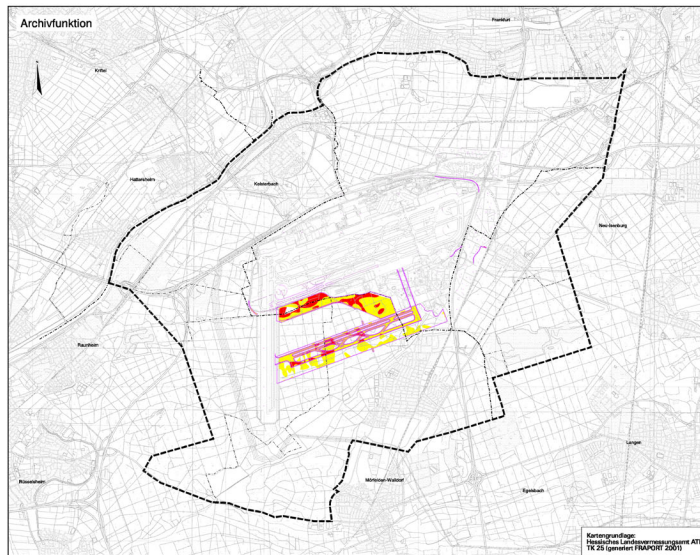 Archivfunktion
Frankfurt
Kriftel
Hattersheim
Kelsterbach
Neu-Isenburg
Raunheim
Rüsselsheim
Mörfelden-Walldorf
Egelsbach
Langen
Kartengrundlage:
Hessisches Landesvermessungsamt
TK 25 (generiert FRAPORT 2001)